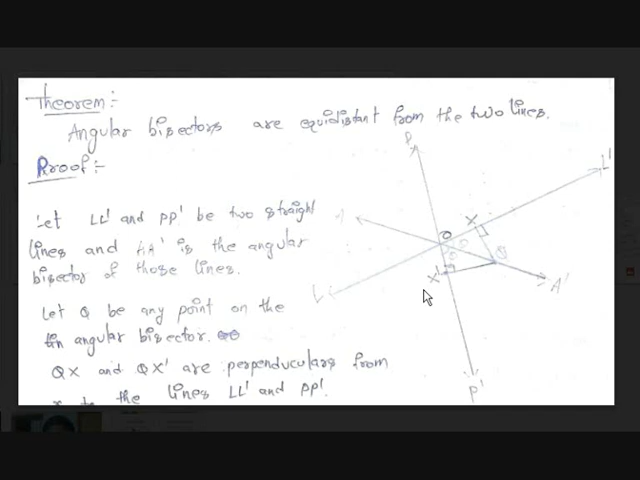 Theorem:-
Angular bisectors are equidistant from the two lines.
Proof:-
Let LL' and PP' be two straight
lines and AA' is the angular
bisector of those lines.
Let Q be any point on the
angular bisector.
QX and QX' are perpenduculars from
to the lines LL' and PP'.
P
L'
A
X
O
Q
X'
A'
L
P'